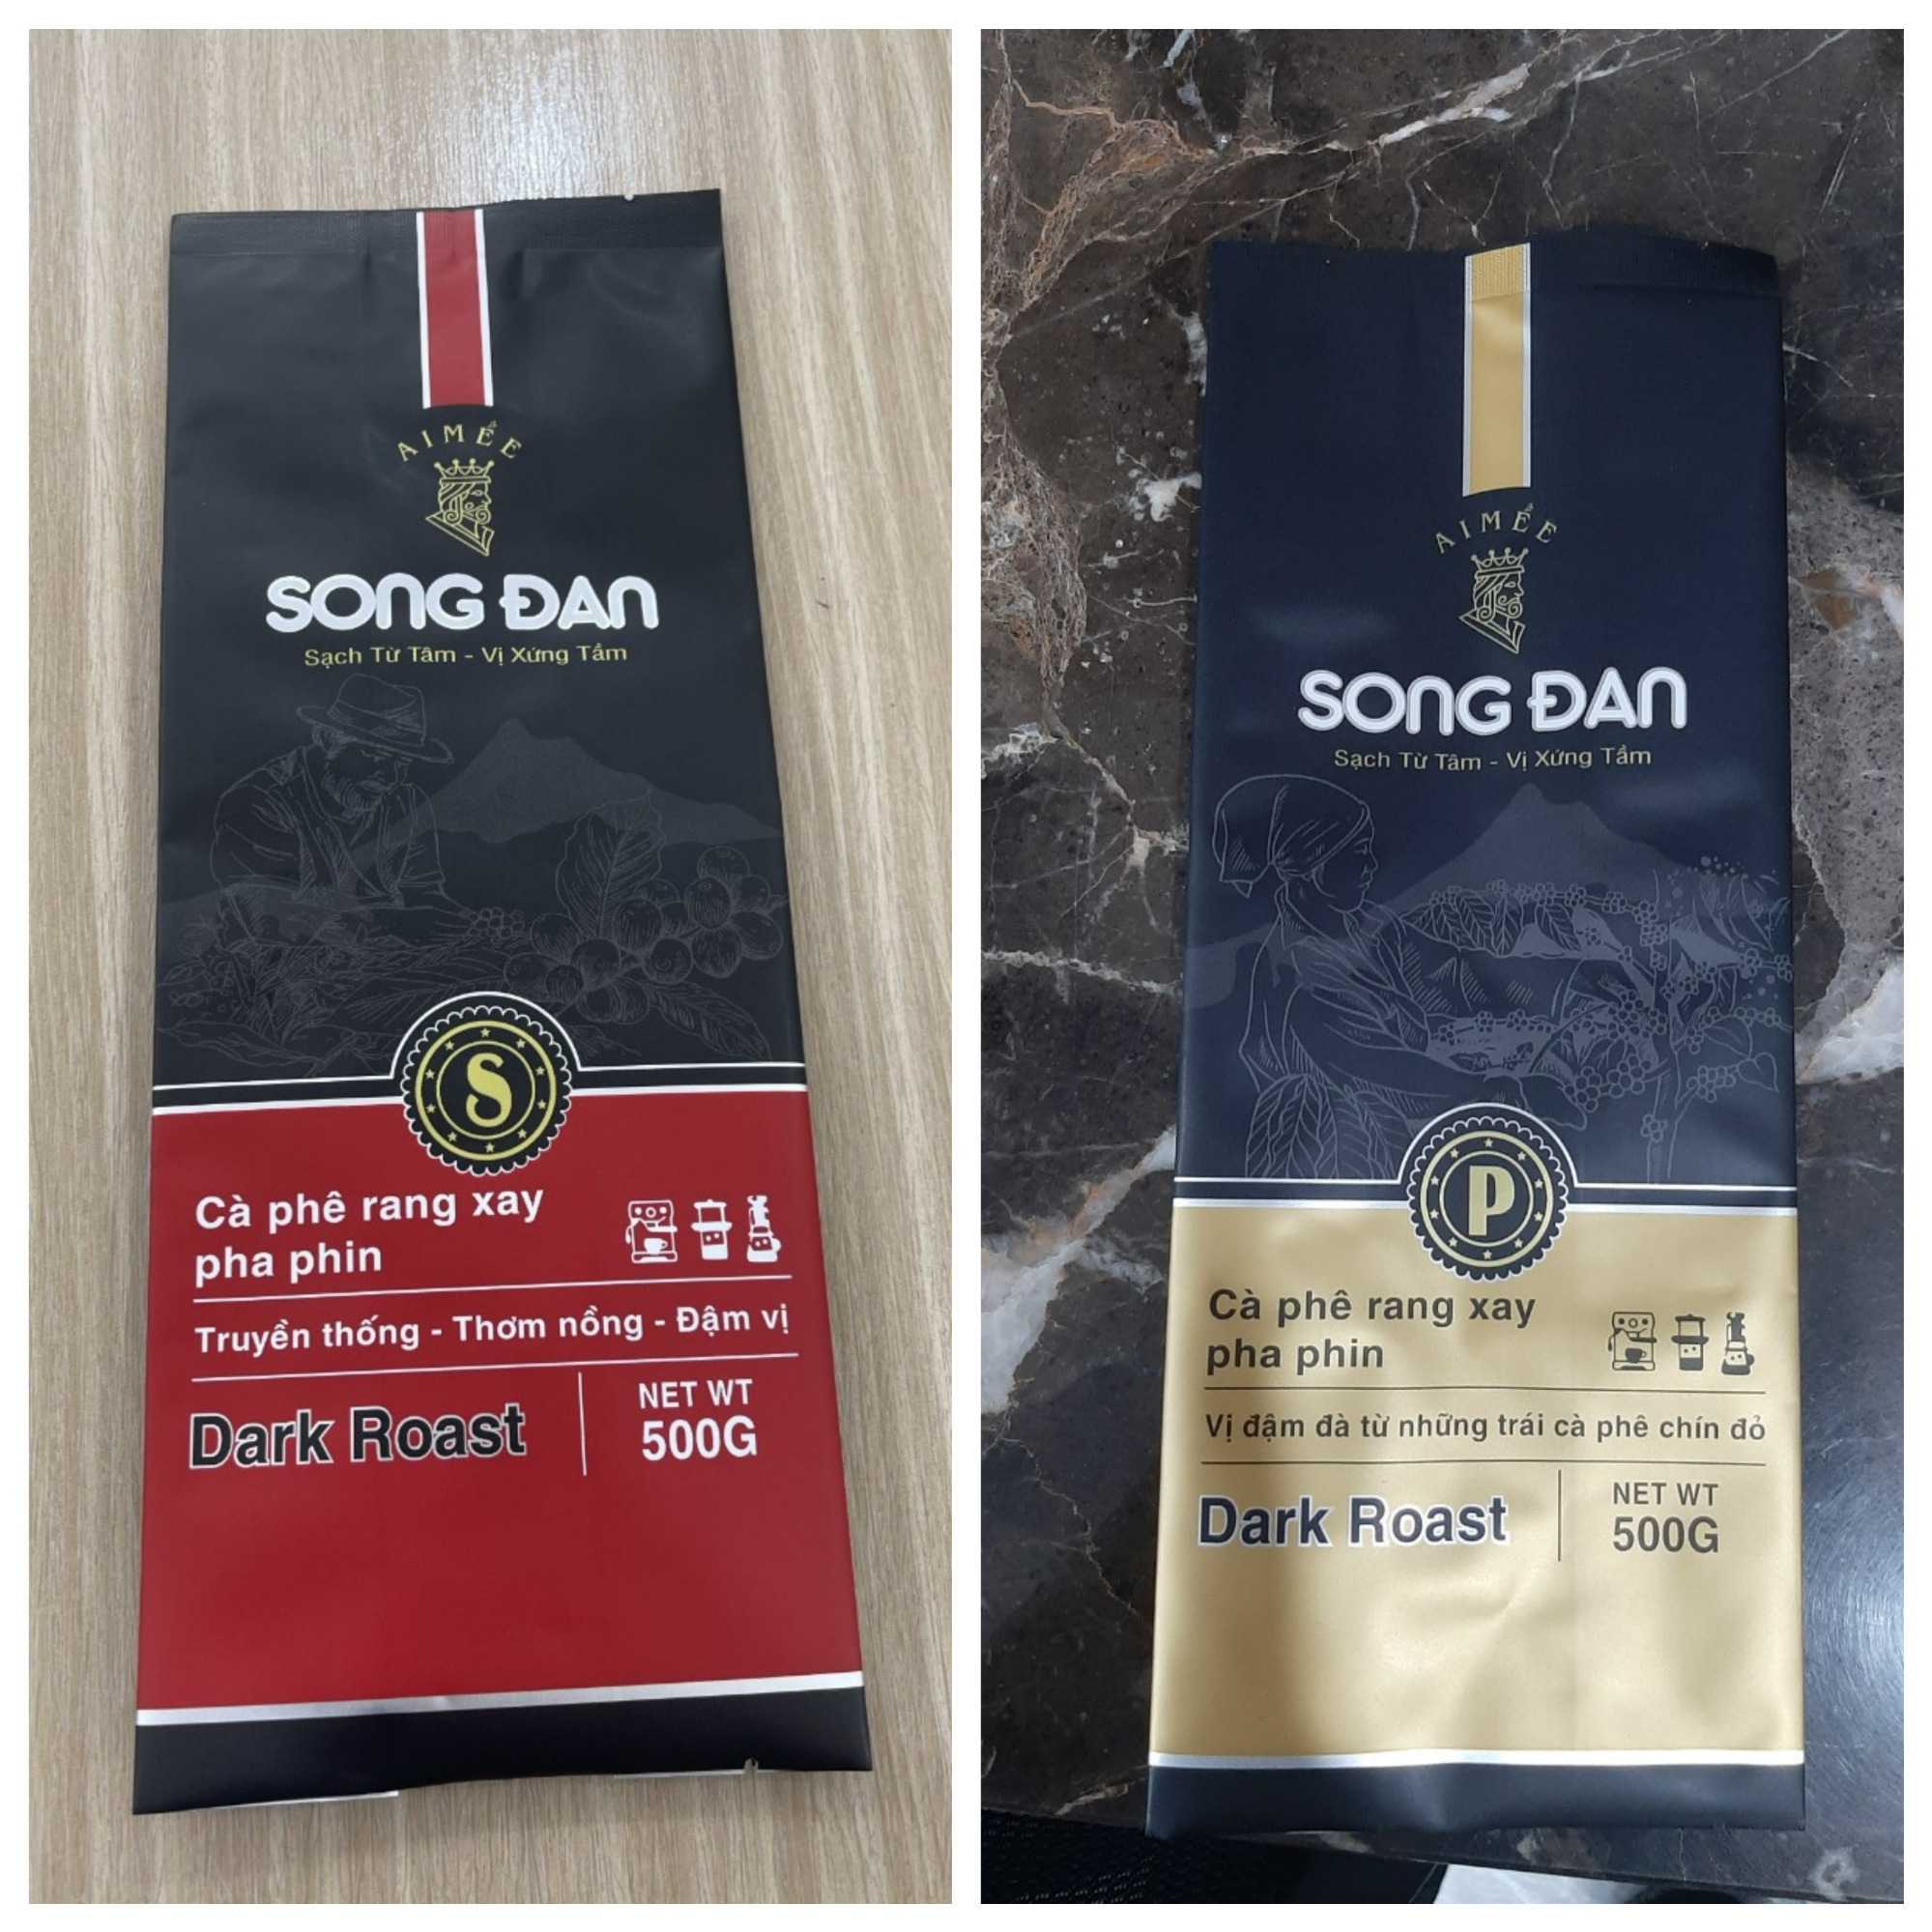 AIMÊE
SONG ĐAN
Sạch Từ Tâm - Vị Xứng Tầm
S
Cà phê rang xay
pha phin
Truyền thống - Thơm nồng - Đậm vị
Dark Roast
NET WT
500G
AIMÊE
SONG ĐAN
Sạch Từ Tâm - Vị Xứng Tầm
P
Cà phê rang xay
pha phin
Vị đậm đà từ những trái cà phê chín đỏ
Dark Roast
NET WT
500G